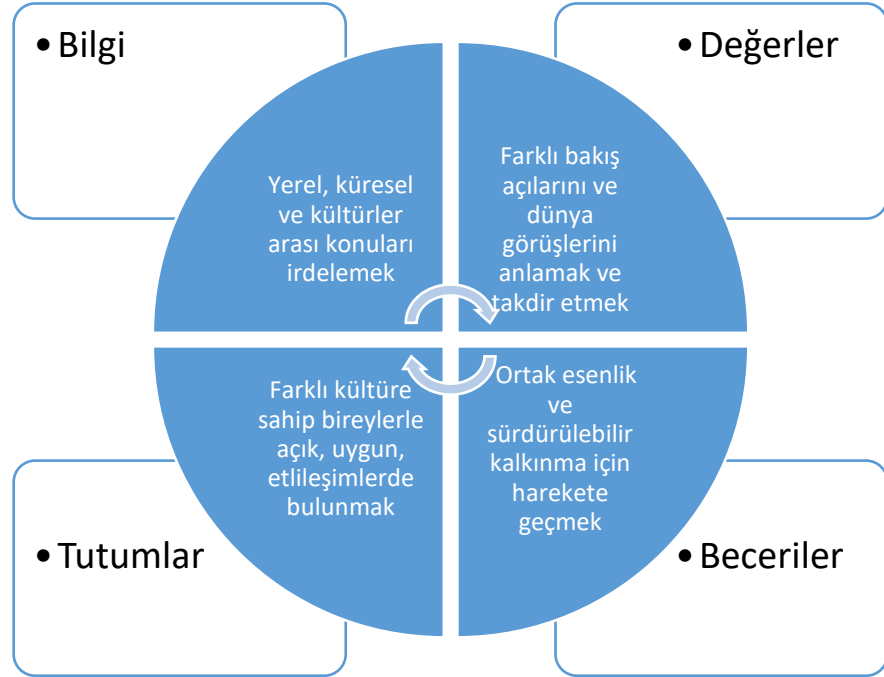 • Bilgi
Yerel, küresel
ve kültürler
arası konuları
irdelemek
• Değerler
Farklı bakış
açılarını ve
dünya
görüşlerini
anlamak ve
takdir etmek
Farklı kültüre
sahip bireylerle
açık, uygun,
etlileşimlerde
bulunmak
• Tutumlar
Ortak esenlik
ve
sürdürülebilir
kalkınma için
harekete
geçmek
• Beceriler